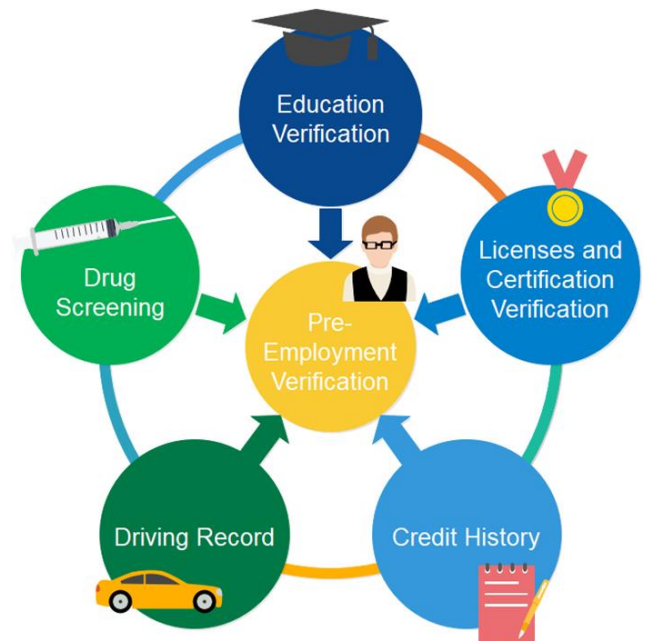 Education
Verification
Licenses and
Certification
Verification
Drug
Screening
Pre-
Employment
Verification
Driving Record
Credit History